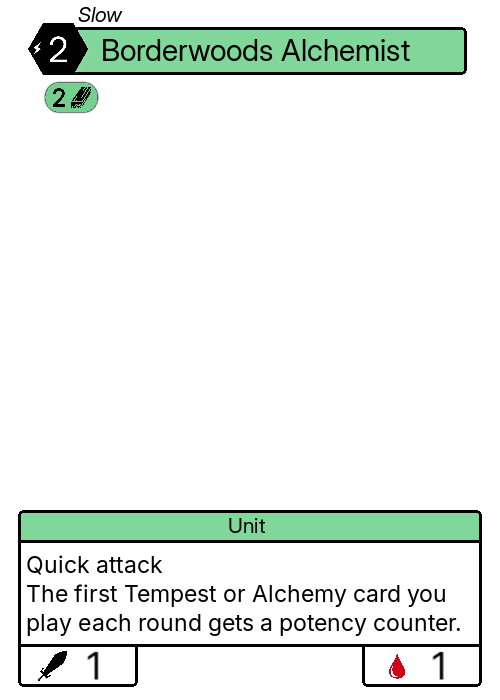 Slow
2 Borderwoods Alchemist
2
Unit
Quick attack
The first Tempest or Alchemy card you
play each round gets a potency counter.
1 1